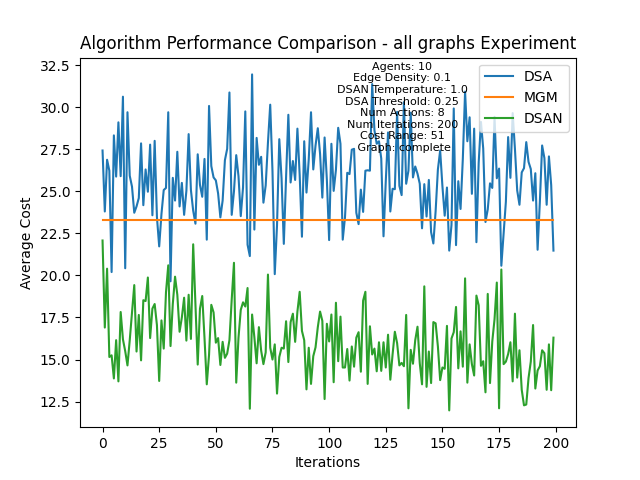 Algorithm Performance Comparison - all graphs Experiment
Agents: 10
Edge Density: 0.1
DSAN Temperature: 1.0
DSA Threshold: 0.25
Num Actions: 8
Num Iterations: 200
Cost Range: 51
Graph: complete
DSA
MGM
DSAN
Average Cost
32.5
30.0
27.5
25.0
22.5
20.0
17.5
15.0
12.5
0 25 50 75 100 125 150 175 200
Iterations